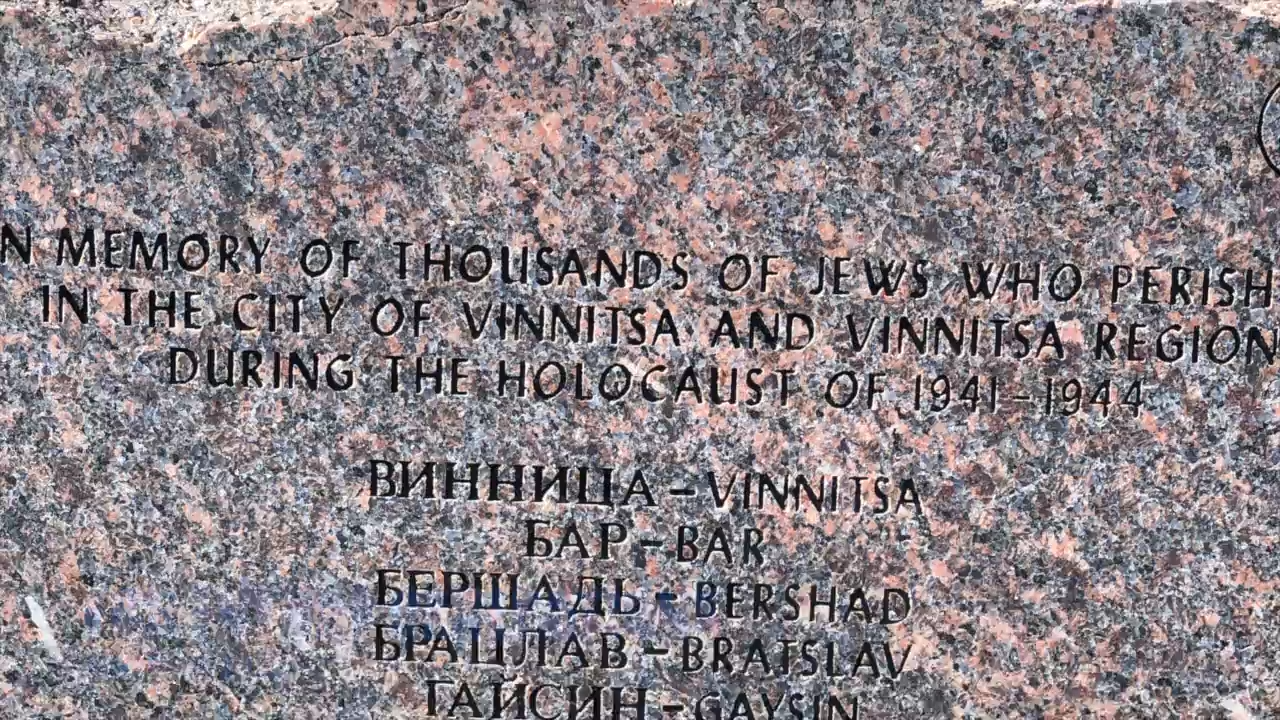 N MEMORY OF THOUSANDS OF JEWS WHO PERISH
IN THE CITY OF VINNITSA AND VINNITSA REGION
DURING THE HOLOCAUST OF 1941-1944
ВИННИЦА - VINNITSA
БАР - BAR
БЕРШАДЬ - BERSHAD
БРАЦЛАВ - BRATSLAV
ГАЙСИН - GAYSIN